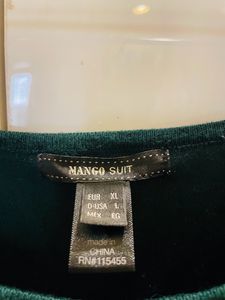 MANGO SUIT
EUR XL
D-USA L
MEX EG
made in
CHINA
RN#115455